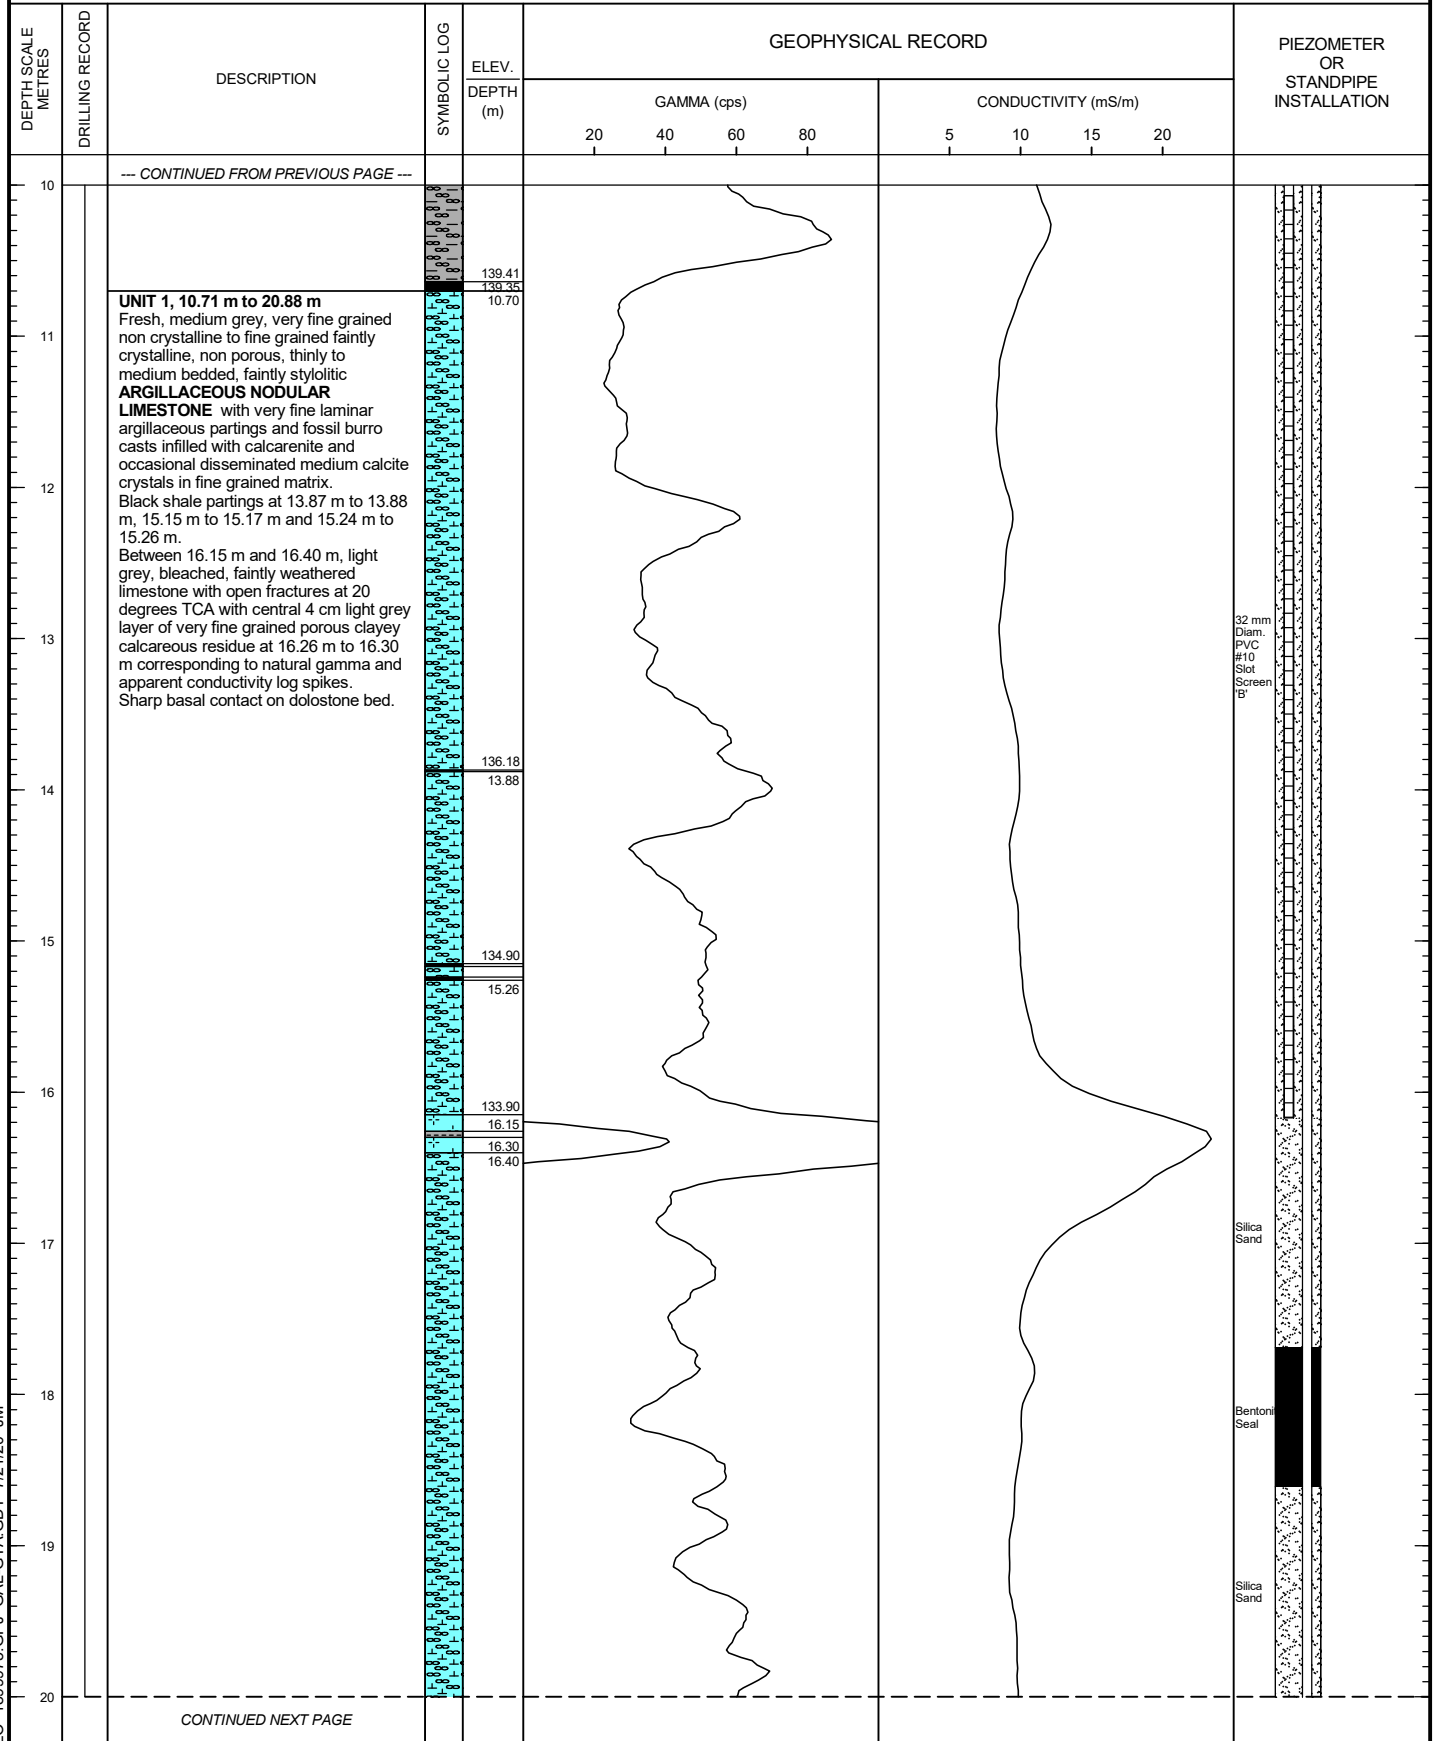 DEPTH SCALE
METRES
DRILLING RECORD
DESCRIPTION
SYMBOLIC LOG
ELEV.
DEPTH
(m)
GEOPHYSICAL RECORD
GAMMA (cps)
20 40 60 80
CONDUCTIVITY (mS/m)
5 10 15 20
PIEZOMETER
OR
STANDPIPE
INSTALLATION
--- CONTINUED FROM PREVIOUS PAGE ---
10
139.41
139.35
10.70
UNIT 1, 10.71 m to 20.88 m
Fresh, medium grey, very fine grained
non crystalline to fine grained faintly
crystalline, non porous, thinly to
medium bedded, faintly stylolitic
ARGILLACEOUS NODULAR
LIMESTONE with very fine laminar
argillaceous partings and fossil burro
casts infilled with calcarenite and
occasional disseminated medium calcite
crystals in fine grained matrix.
Black shale partings at 13.87 m to 13.88
m, 15.15 m to 15.17 m and 15.24 m to
15.26 m.
Between 16.15 m and 16.40 m, light
grey, bleached, faintly weathered
limestone with open fractures at 20
degrees TCA with central 4 cm light grey
layer of very fine grained porous clayey
calcareous residue at 16.26 m to 16.30
m corresponding to natural gamma and
apparent conductivity log spikes.
Sharp basal contact on dolostone bed.
11
12
13
32 mm
Diam.
PVC
#10
Slot
Screen
'B'
136.18
13.88
14
15
134.90
15.26
16
133.90
16.15
16.30
16.40
17
Silica
Sand
18
Bentoni
Seal
19
Silica
Sand
20
CONTINUED NEXT PAGE